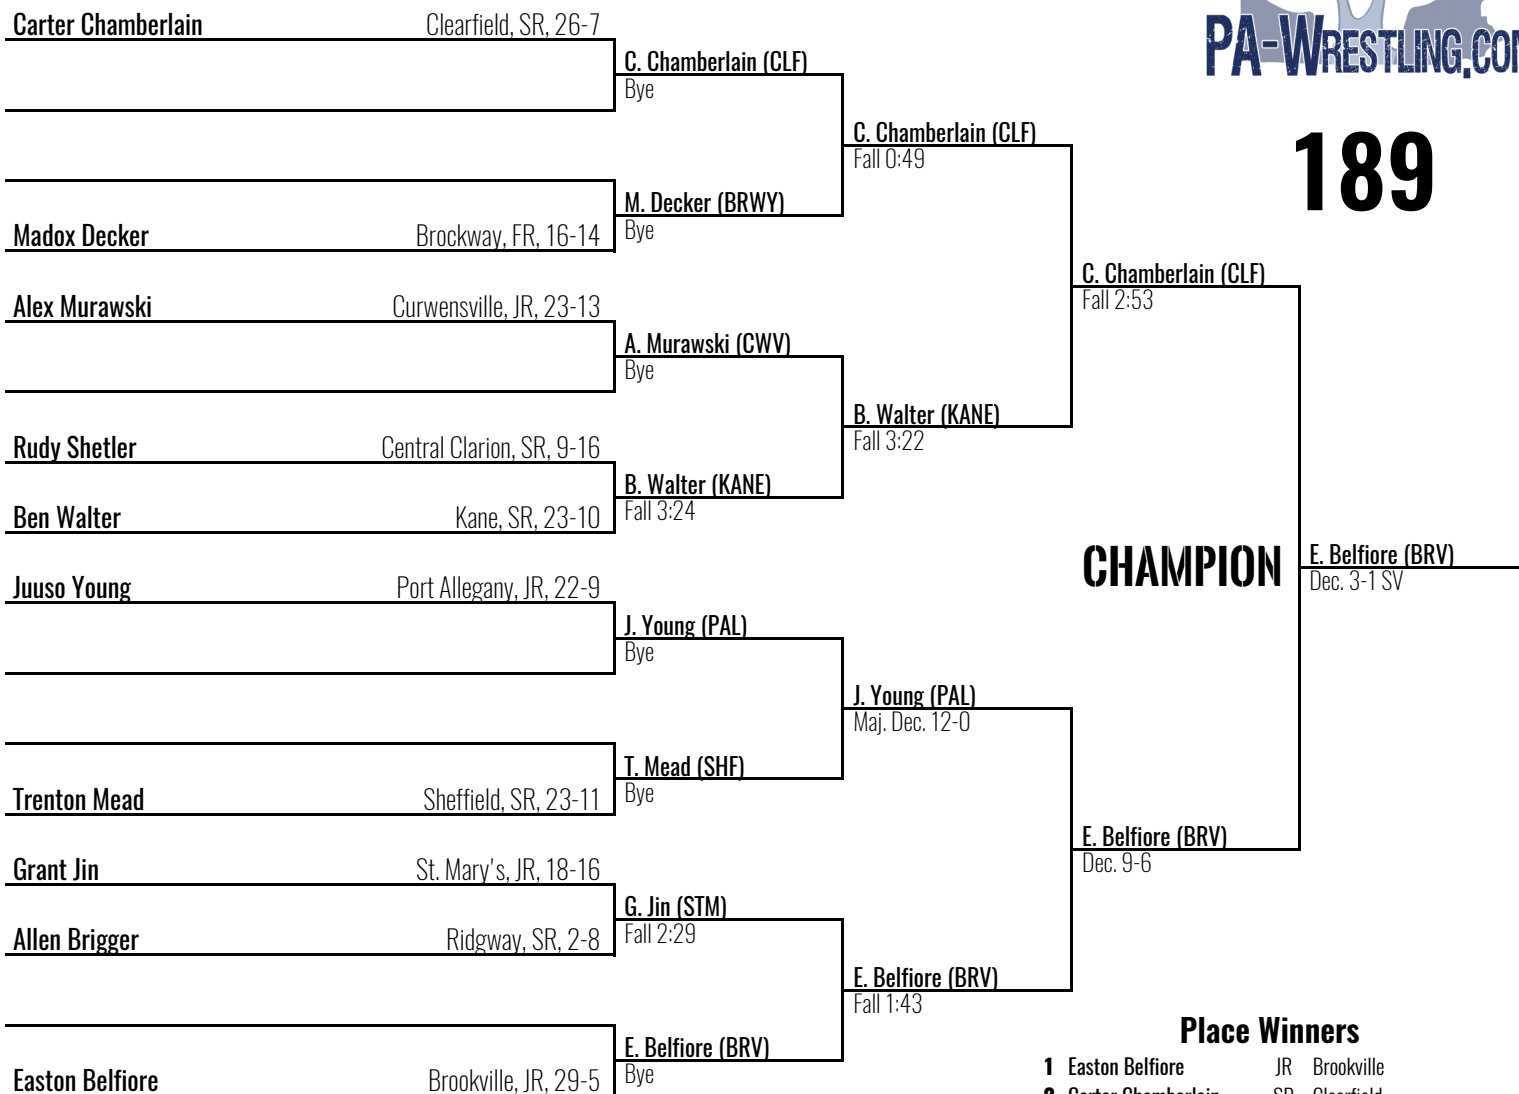 Carter Chamberlain Clearfield, SR, 26-7
C. Chamberlain (CLF)
Bye
PA-WRESTLING.COM
C. Chamberlain (CLF)
Fall 0:49
189
M. Decker (BRWY)
Bye
Madox Decker Brockway, FR, 16-14
C. Chamberlain (CLF)
Fall 2:53
Alex Murawski Curwensville, JR, 23-13
A. Murawski (CWV)
Bye
B. Walter (KANE)
Fall 3:22
Rudy Shetler Central Clarion, SR, 9-16
B. Walter (KANE)
Fall 3:24
Ben Walter Kane, SR, 23-10
CHAMPION
E. Belfiore (BRV)
Dec. 3-1 SV
Juuso Young Port Allegany, JR, 22-9
J. Young (PAL)
Bye
J. Young (PAL)
Maj. Dec. 12-0
T. Mead (SHF)
Bye
Trenton Mead Sheffield, SR, 23-11
E. Belfiore (BRV)
Dec. 9-6
Grant Jin St. Mary's, JR, 18-16
G. Jin (STM)
Fall 2:29
Allen Brigger Ridgway, SR, 2-8
E. Belfiore (BRV)
Fall 1:43
E. Belfiore (BRV)
Bye
Easton Belfiore Brookville, JR, 29-5
Place Winners
1 Easton Belfiore JR Brookville
2 Carter Chamberlain SR Clearfield